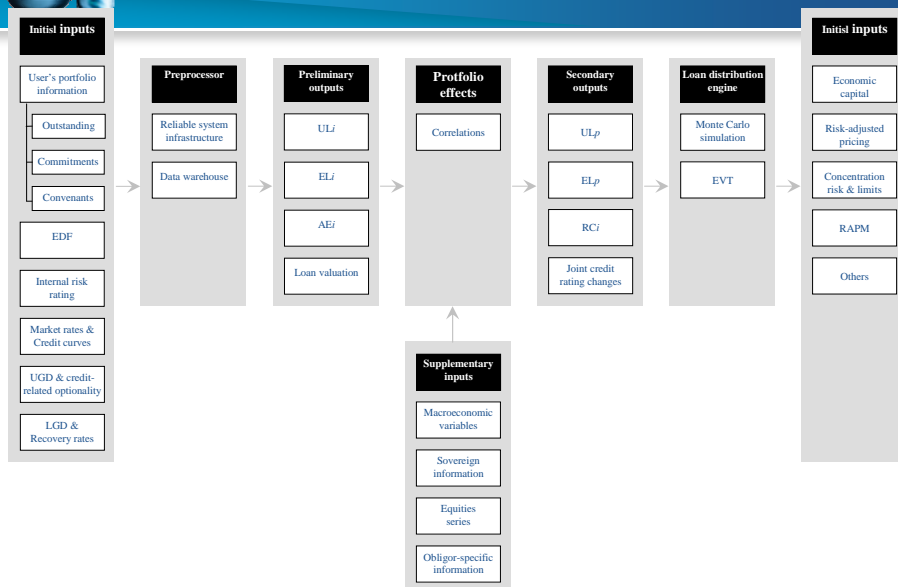 Initisl inputs
User's portfolio
information
Outstanding
Commitments
Convenants
EDF
Internal risk
rating
Market rates &
Credit curves
UGD & credit-
related optionality
LGD &
Recovery rates
Preprocessor
Reliable system
infrastructure
Data warehouse
Preliminary
outputs
ULi
ELi
AEi
Loan valuation
Protfolio
effects
Correlations
Supplementary
inputs
Macroeconomic
variables
Sovereign
information
Equities
series
Obligor-specific
information
Secondary
outputs
ULp
ELp
RCi
Joint credit
rating changes
Loan distribution
engine
Monte Carlo
simulation
EVT
Initisl inputs
Economic
capital
Risk-adjusted
pricing
Concentration
risk & limits
RAPM
Others